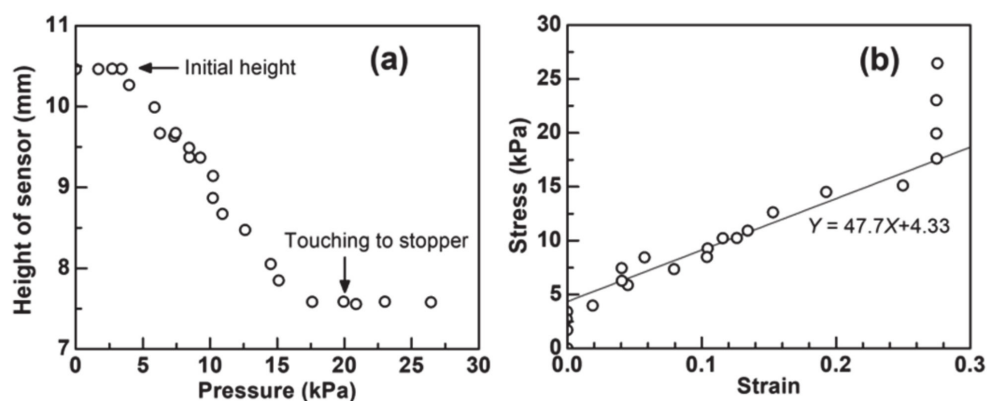 11
10
9
8
7
Height of sensor (mm)
0 5 10 15 20 25 30
Pressure (kPa)
(a)
Initial height
Touching to stopper
30
25
20
15
10
5
0
Stress (kPa)
0.0 0.1 0.2 0.3
Strain
(b)
Y = 47.7X+4.33